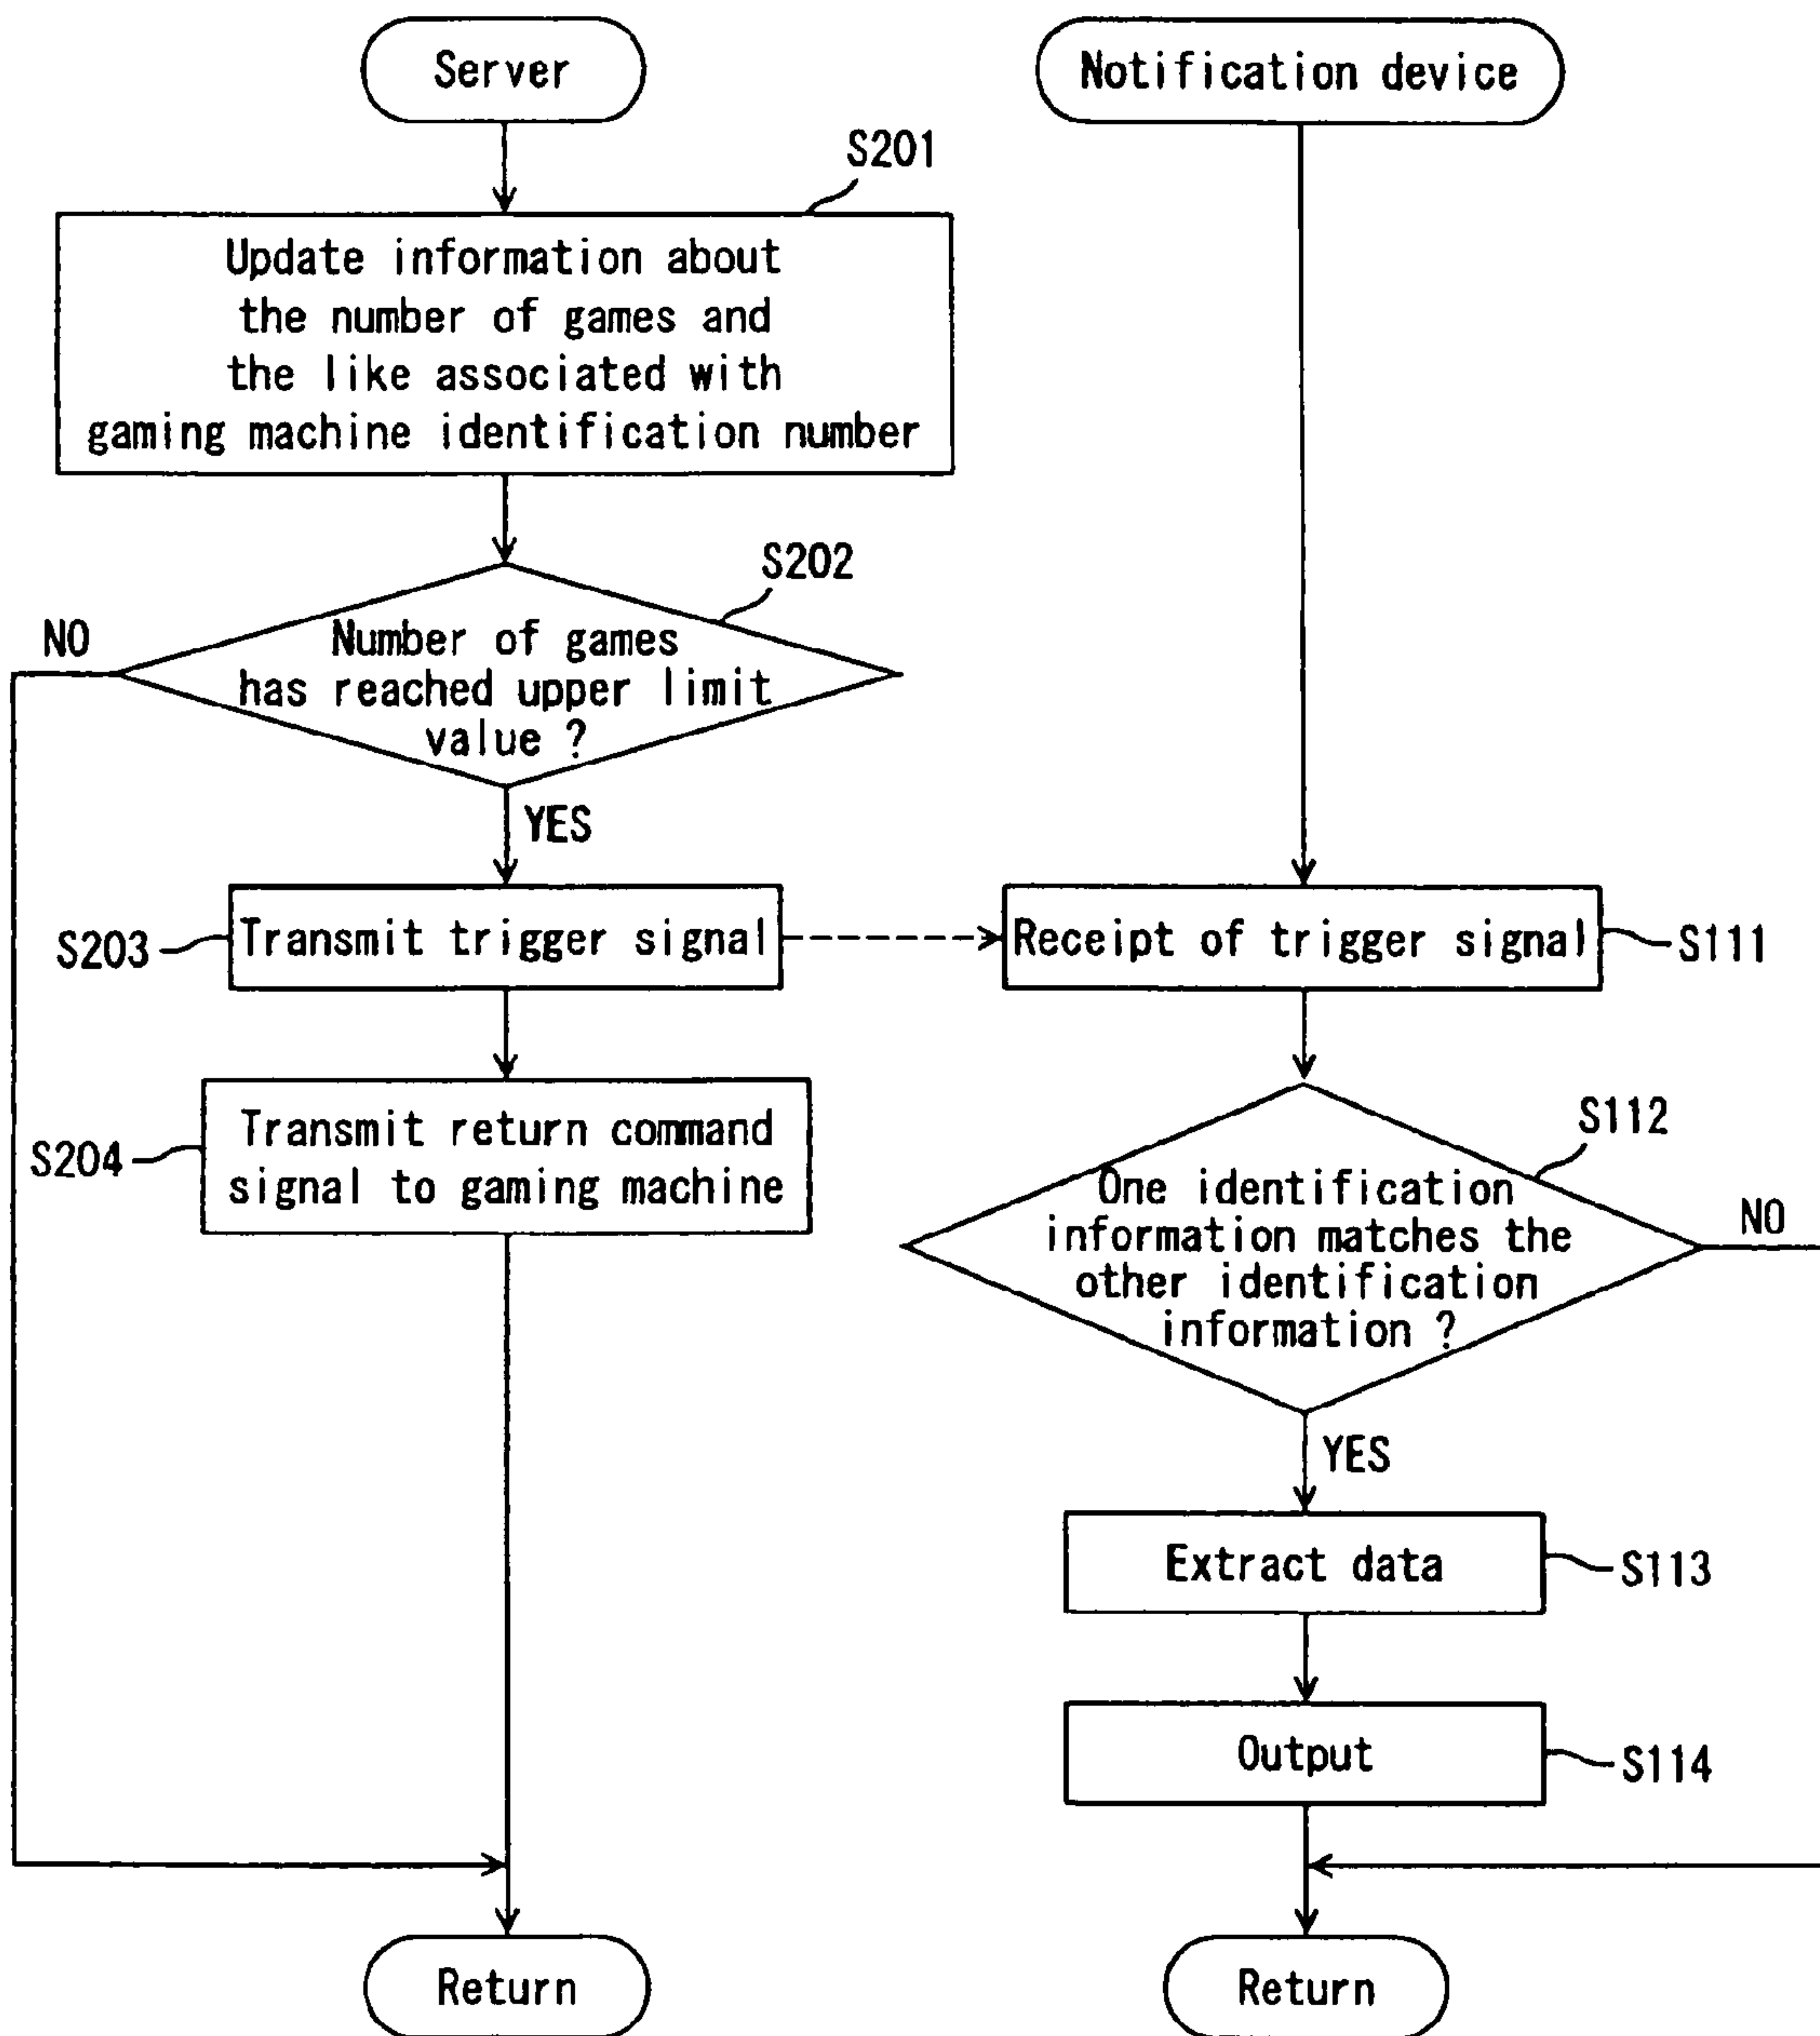 Server
S201
Update information about
the number of games and
the like associated with
gaming machine identification number
S202
Number of games
has reached upper limit
value ?
NO
YES
S203
Transmit trigger signal
S204
Transmit return command
signal to gaming machine
Return
Notification device
Receipt of trigger signal
S111
S112
One identification
information matches the
other identification
information ?
NO
YES
Extract data
S113
Output
S114
Return